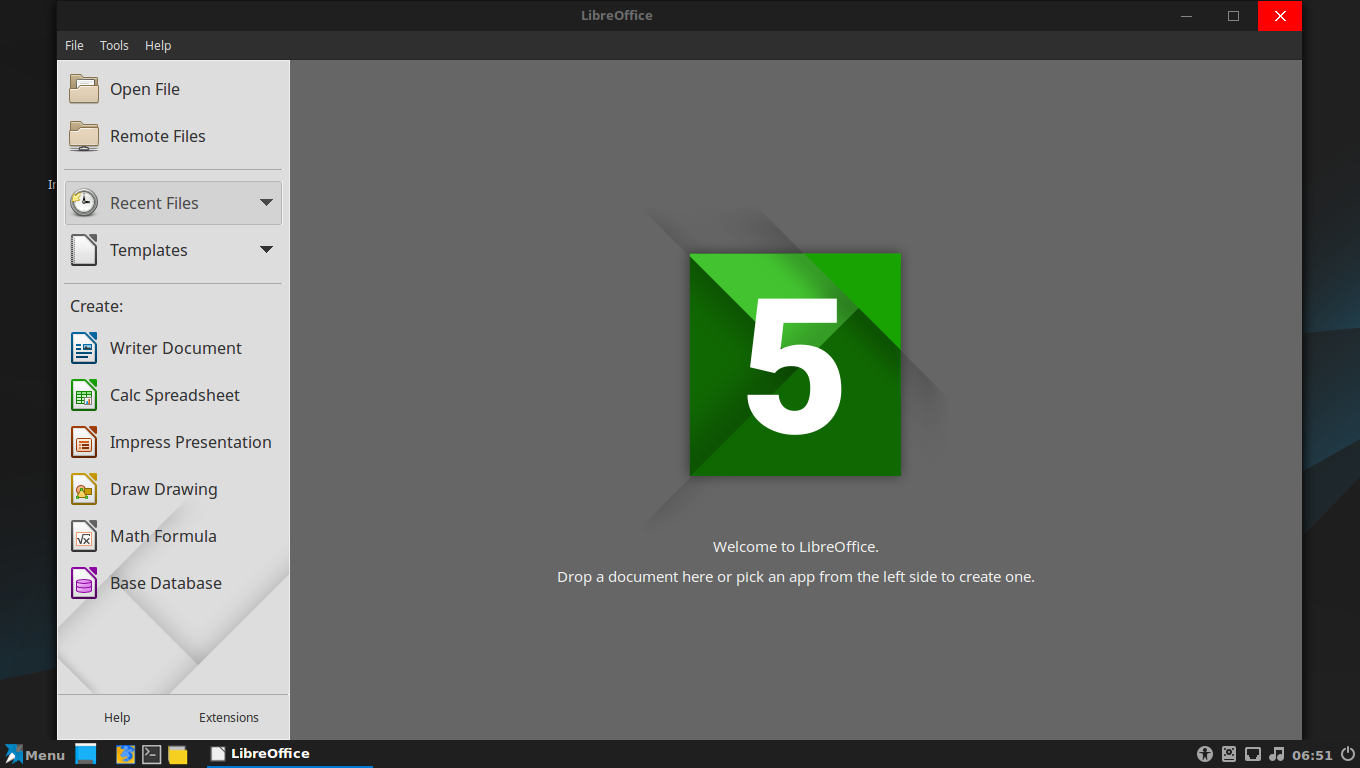 LibreOffice
File Tools Help
Open File
Remote Files
Recent Files
Templates
Create:
Writer Document
Calc Spreadsheet
Impress Presentation
Draw Drawing
Math Formula
Base Database
Help Extensions
5
Welcome to LibreOffice.
Drop a document here or pick an app from the left side to create one.
Menu LibreOffice 06:51